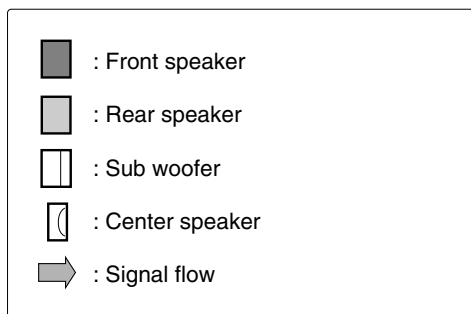 : Front speaker
: Rear speaker
: Sub woofer
: Center speaker
: Signal flow